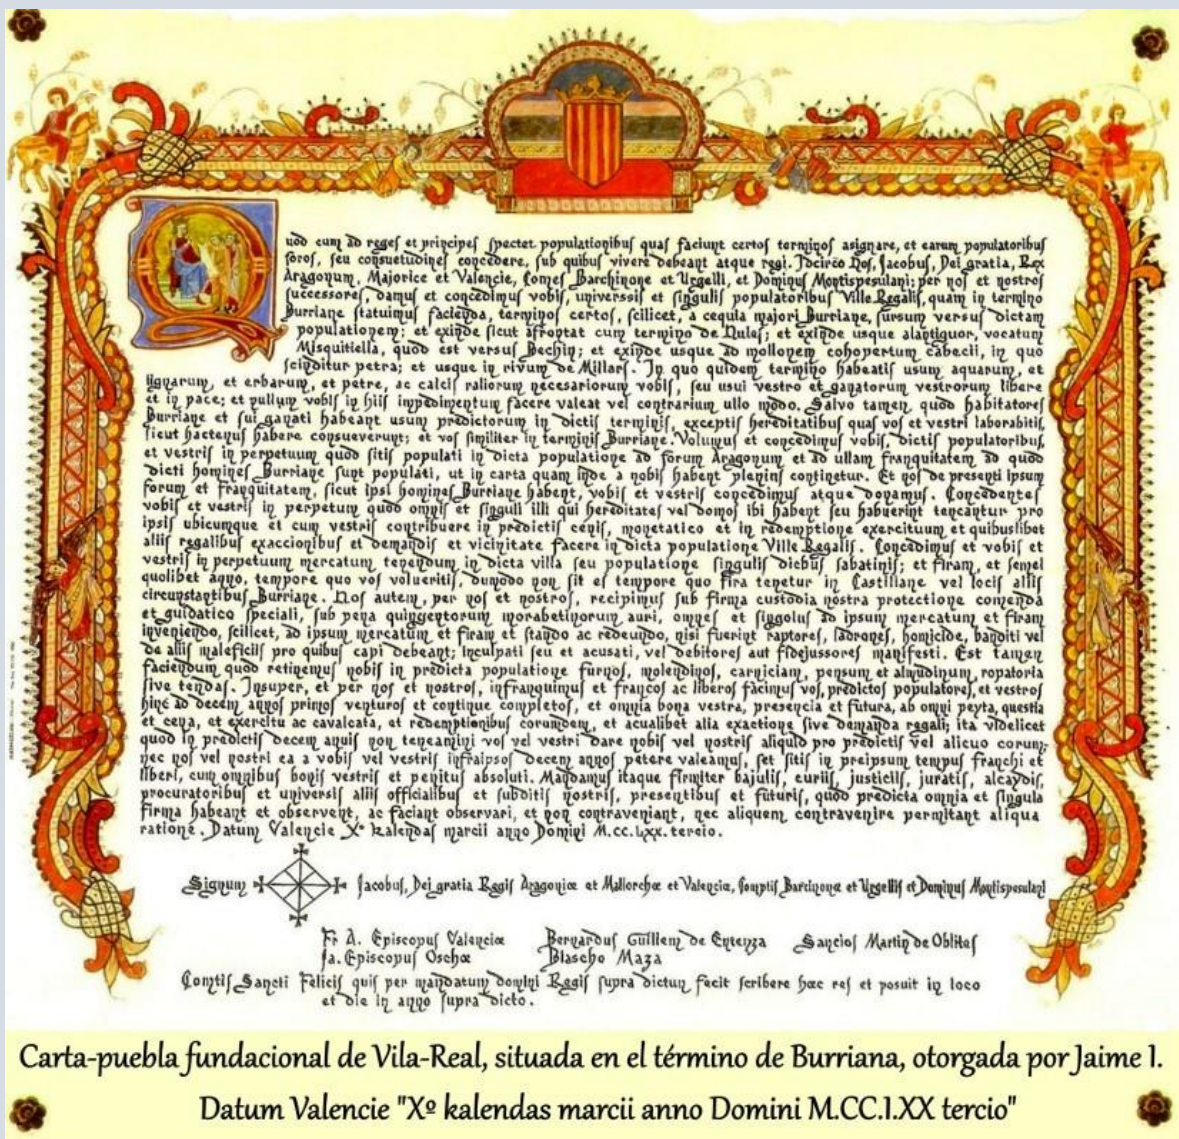 Quod cum ad reges et principes spectet populationibus quas faciunt certos terminos asignare, et earum populatoribus
foros, seu consuetudines concedere, sub quibus vivere debeant atque regi. Idcirco Nos, Jacobus, Dei gratia, Rex
Aragonum, Majorice et Valencie, Comes Barchinone et Urgelli, et Dominus Montispesulani; per nos et nostros
successores, damus et concedimus vobis, universsis et singulis populatoribus Ville Regalis, quam in termino
Burriane statuimus facienda, terminos certos, scilicet, a cequia majori Burriane, sursum versus dictam
populationem; et exinde sicut afrontat cum termino de Nules; et exinde usque alantiguor, vocatum
Misquitiella, quod est versus Bechin; et exinde usque ad mollonem cohopertum cabecii, in quo
scinditur petra; et usque in rivum de Millars. In quo quidem termino habeatis usum aquarum, et
lignarum, et erbarum, et petre, ac calcis raliorum necesariorum vobis, seu usui vestro et ganatorum vestrorum libere
et in pace; et nullum vobis in hiis impedimentum facere valeat vel contrarium ullo modo. Salvo tamen, quod habitatores
Burriane et sui ganati habeant usum predictorum in dictis terminis, exceptis hereditatibus quas vos et vestri laborabitis,
sicut hactenus habere consueverunt; et vos similiter in terminis Burriane. Volumus et concedimus vobis, dictis populatoribus,
et vestris in perpetuum quod sitis populati in dicta populatione ad forum Aragonum et ad ullam franquitatem ad quod
dicti homines Burriane sunt populati, ut in carta quam inde a nobis habent plenius continetur. Et nos de presenti ipsum
forum et franquitatem, sicut ipsi homines Burriane habent, vobis et vestris concedimus atque donamus. Concedentes
vobis et vestris in perpetum quod omnis et singuli illi qui hereditates vel domos ibi habent seu habuerint teneantur pro
ipsis ubicumque et cum vestris contribuere in predictis cenis, monetatico et in redemptione exercituum et quibuslibet
aliis regalibus exaccionibus et demandis et vicinitate facere in dicta populatione Ville Regalis. Concedimus et vobis et
vestris in perpetuum mercatum tenendum in dicta villa seu populatione singulis diebus sabatinis; et firam, et semel
quolibet anno, tempore quo vos volueritis, dumodo non sit es tempore quo fira tenetur in Castillane vel locis aliis
circunstantibus Burriane. Nos autem, per nos et nostros, recipimus sub firma custodia nostra protectione comenda
et guidatico speciali, sub pena quingentorum morabetinorum auri, omnes et singolus ad ipsum mercatum et firam
inveniendo, scilicet, ad ipsum mercatum et firam et stando ac redeundo, nisi fuerint raptores, ladrones, homicide, banditi vel
de aliis maleficiis pro quibus capi debeant; inculpati seu et acusati, vel debitores aut fidejussores manifesti. Est tamen
faciendum quod retinemus nobis in predicta populatione furnos, molendinos, carniciam, pensum et almudinum, ropatoria
sive tendas. Insuper, et per nos et nostros, infranquimus et francos ac liberos facimus vos, predictos populatores, et vestros
hinc ad decem annos primos venturos et continue completos, et omnia bona vestra, presencia et futura, ab omni peyta, questia
et cena, et exercitu ac cavalcata, et redemptionibus corumdem, et acualibet alia exactione sive demanda regali; ita videlicet
quod in predictis decem anuis non teneamini vos vel vestri dare nobis vel nostris aliquid pro predictis vel alicuo corum;
nec nos vel nostri ea a vobis vel vestris infraipsos decem annos petere valeamus, set sitis in preipsum tempus franchi et
liberi, cum omnibus bonis vestris et penitus absoluti. Mandamus itaque firmiter bajulis, curiis, justiciis, juratis, alcaydis,
procuratoribus et universis aliis officialibus et subditis nostris, presentibus et futuris, quod predicta omnia et singula
firma habeant et observent, ac faciant observari, et non contraveniant, nec aliquem contravenire permitant aliqua
ratione. Datum Valencie Xº kalendas marcii anno Domini M.CC.LXX. tercio.
Signum Jacobus, Dei gratia Regis Aragoniæ et Mallorchæ et Valenciæ, Comptis Barcinonæ et Urgellis et Dominus Montispesulani
Fr A. Episcopus Valenciæ Bernardus Guillem de Entenza Sancios Martin de Oblites
Ja. Episcopus Oschæ Blascho Maza
Comtis Sancti Felicis quis per mandatum domini Regis supra dictun fecit scribere hæc res et posuit in loco
et die in anno supra dicto.
Carta-puebla fundacional de Vila-Real, situada en el término de Burriana, otorgada por Jaime I.
Datum Valencie "Xº kalendas marcii anno Domini M.CC.I.XX tercio"